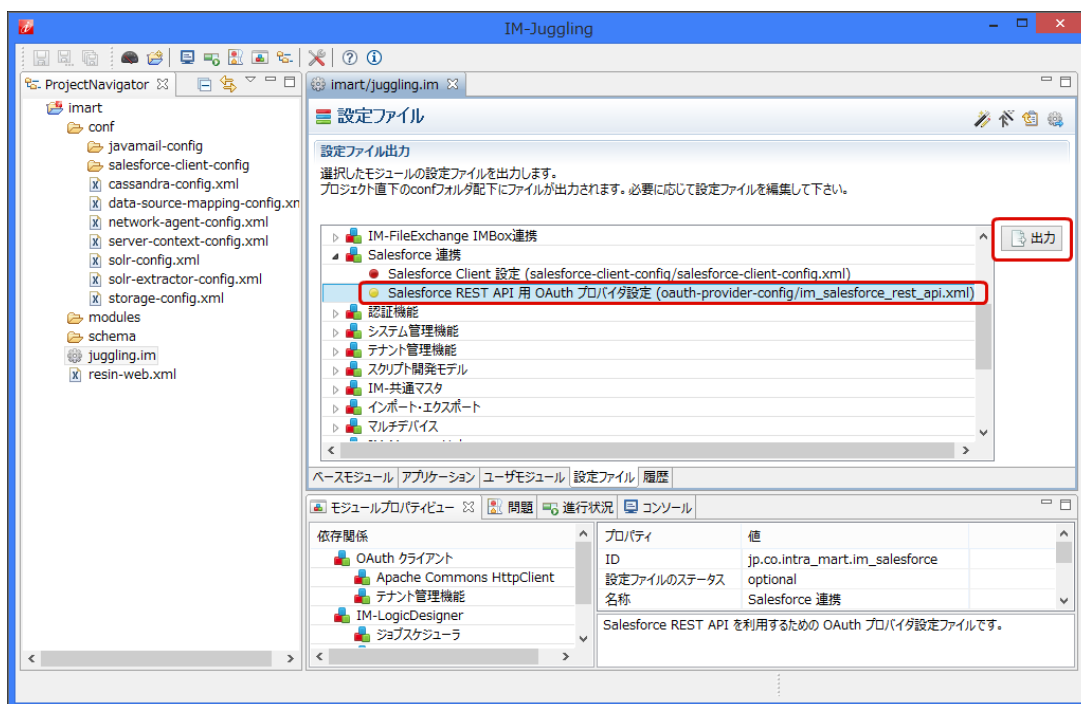 IM-Juggling
ProjectNavigator
imart
conf
javamail-config
salesforce-client-config
cassandra-config.xml
data-source-mapping-config.xn
network-agent-config.xml
server-context-config.xml
solr-config.xml
solr-extractor-config.xml
storage-config.xml
modules
schema
juggling.im
resin-web.xml
imart/juggling.im
設定ファイル
設定ファイル出力
選択したモジュールの設定ファイルを出力します。
プロジェクト直下のconfフォルダ配下にファイルが出力されます。必要に応じて設定ファイルを編集して下さい。
IM-FileExchange IMBox連携
Salesforce 連携
Salesforce Client 設定 (salesforce-client-config/salesforce-client-config.xml)
Salesforce REST API 用 OAuth プロバイダ設定 (oauth-provider-config/im_salesforce_rest_api.xml)
認証機能
システム管理機能
テナント管理機能
スクリプト開発モデル
IM-共通マスタ
インポート・エクスポート
マルチデバイス
出力
ベースモジュール アプリケーション ユーザモジュール 設定ファイル 履歴
モジュールプロパティビュー 問題 進行状況 コンソール
依存関係
OAuth クライアント
Apache Commons HttpClient
テナント管理機能
IM-LogicDesigner
ジョブスケジューラ
プロパティ 値
ID jp.co.intra_mart.im_salesforce
設定ファイルのステータス optional
名称 Salesforce 連携
Salesforce REST API を利用するための OAuth プロバイダ設定ファイルです。